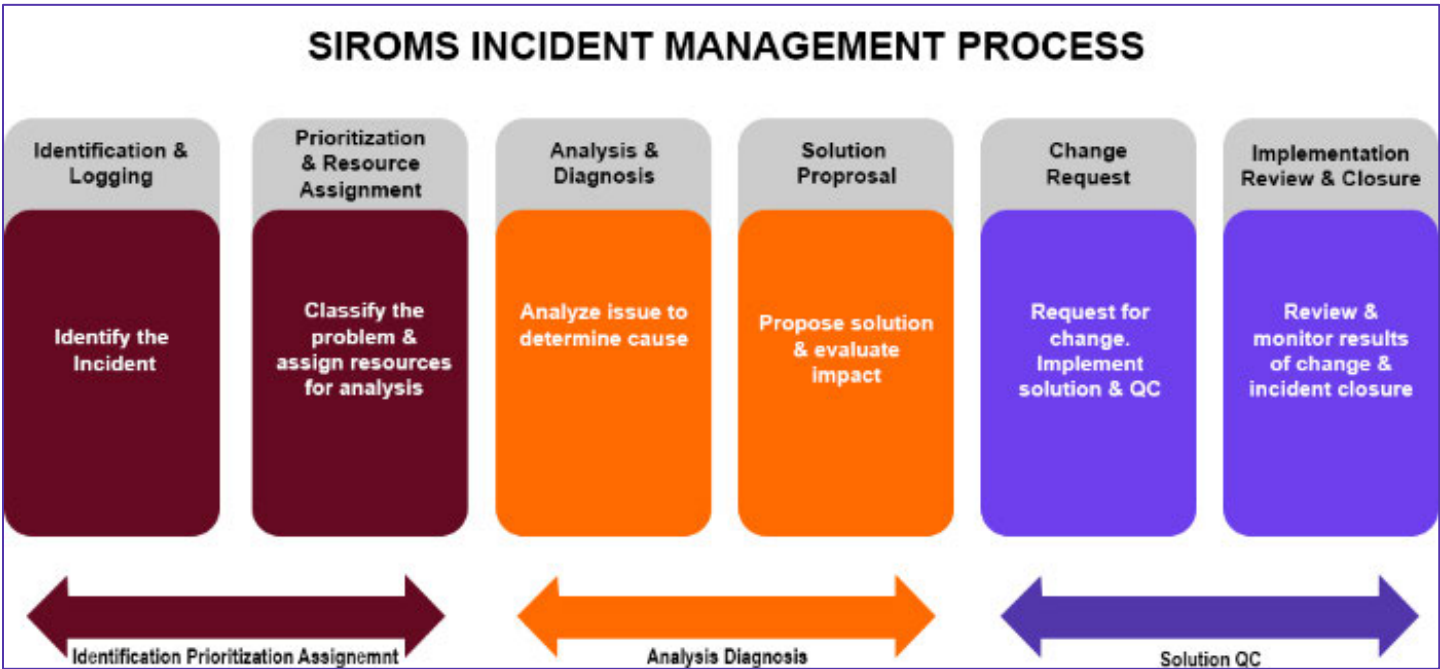 SIROMS INCIDENT MANAGEMENT PROCESS
Identification &
Logging
Prioritization
& Resource
Assignment
Analysis &
Diagnosis
Solution
Proprosal
Change
Request
Implementation
Review & Closure
Identify the
Incident
Classify the
problem &
assign resources
for analysis
Analyze issue to
determine cause
Propose solution
& evaluate
impact
Request for
change.
Implement
solution & QC
Review &
monitor results
of change &
incident closure
Identification Prioritization Assignemnt
Analysis Diagnosis
Solution QC